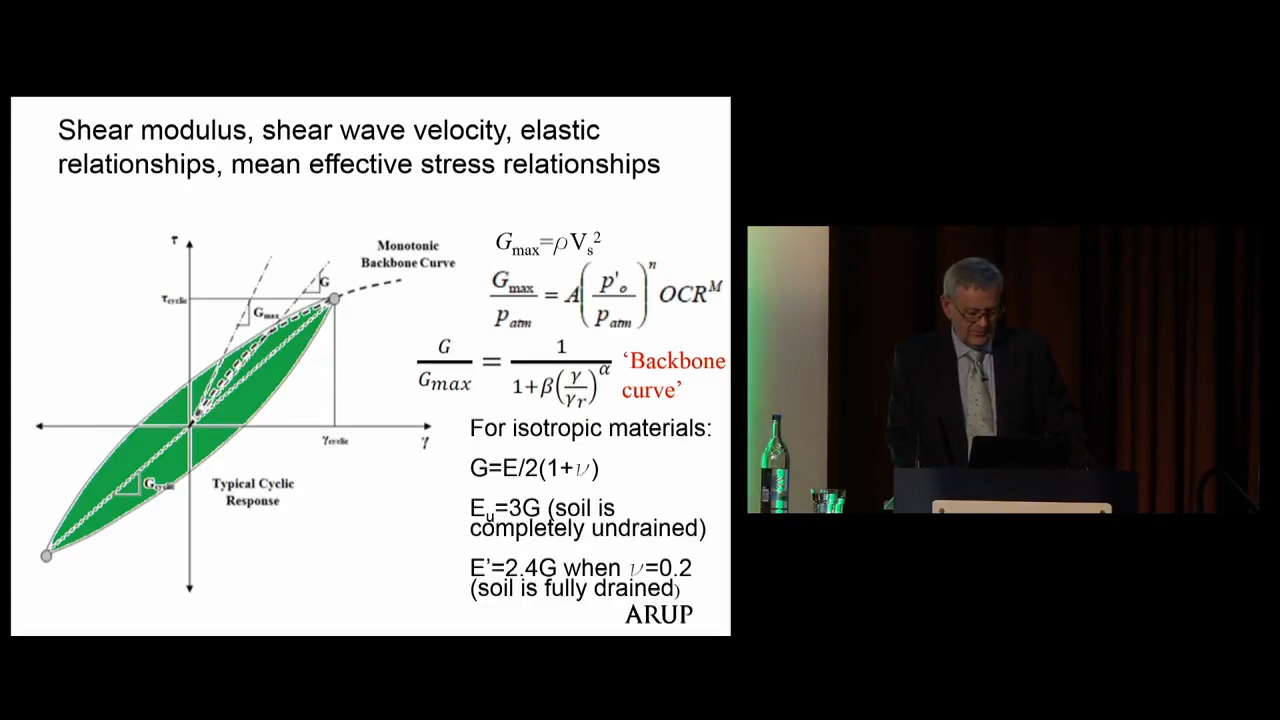 Shear modulus, shear wave velocity, elastic
relationships, mean effective stress relationships
τ
Monotonic
Backbone Curve
G
τcyclic
Gmax
γcyclic
γ
Gcyclic
Typical Cyclic
Response
Gmax=ρVs²
Gmax/patm = A(p'o/patm)ⁿ OCRᴹ
G/Gmax = 1/(1+β(γ/γr)^α)
‘Backbone
curve’
For isotropic materials:
G=E/2(1+ν)
Eu=3G (soil is
completely undrained)
E’=2.4G when ν=0.2
(soil is fully drained)
ARUP